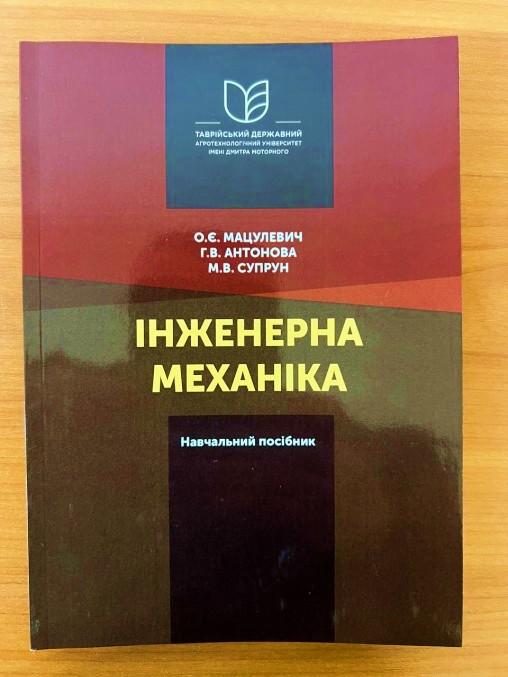 ТАВРІЙСЬКИЙ ДЕРЖАВНИЙ
АГРОТЕХНОЛОГІЧНИЙ УНІВЕРСИТЕТ
ІМЕНІ ДМИТРА МОТОРНОГО
О.Є. МАЦУЛЕВИЧ
Г.В. АНТОНОВА
М.В. СУПРУН
ІНЖЕНЕРНА
МЕХАНІКА
Навчальний посібник